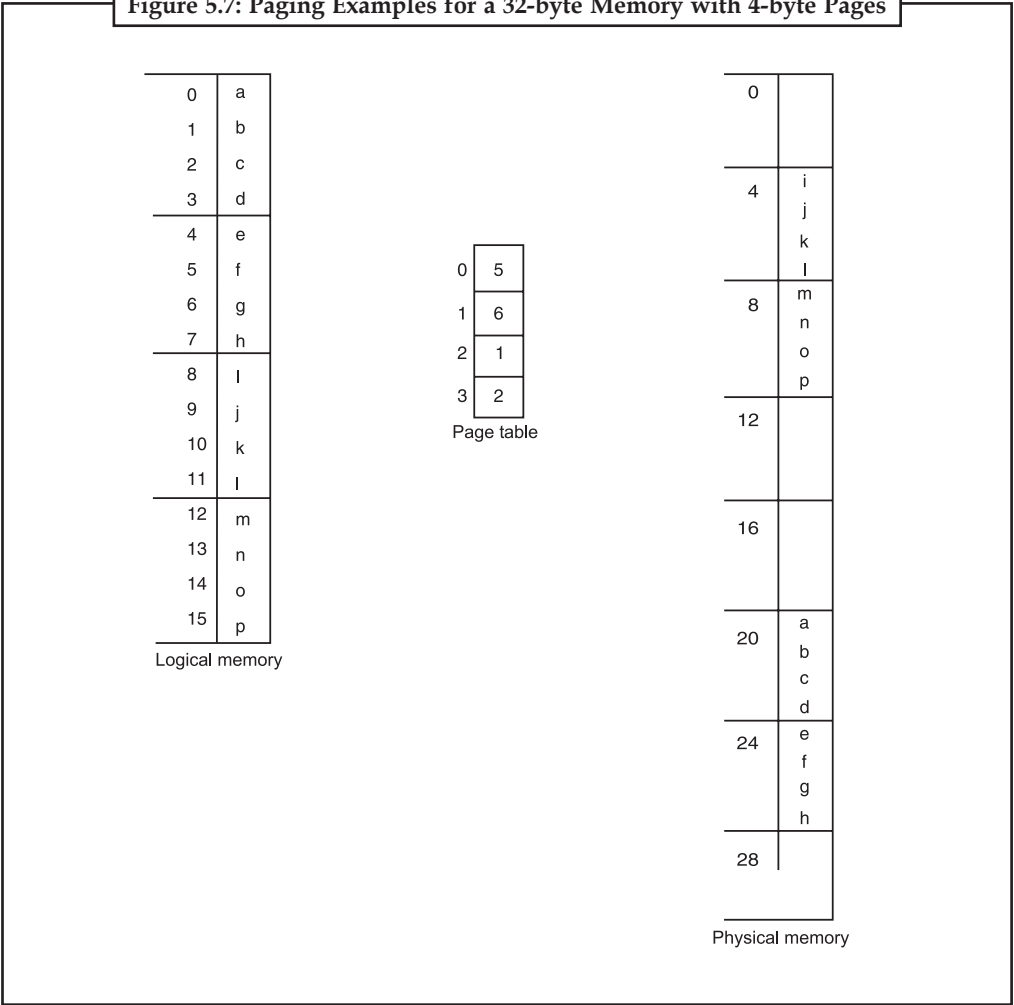 Figure 5.7: Paging Examples for a 32-byte Memory with 4-byte Pages
0 a
1 b
2 c
3 d
4 e
5 f
6 g
7 h
8 l
9 j
10 k
11 l
12 m
13 n
14 o
15 p
Logical memory
0 5
1 6
2 1
3 2
Page table
0
4 i
j
k
l
8 m
n
o
p
12
16
20 a
b
c
d
24 e
f
g
h
28
Physical memory